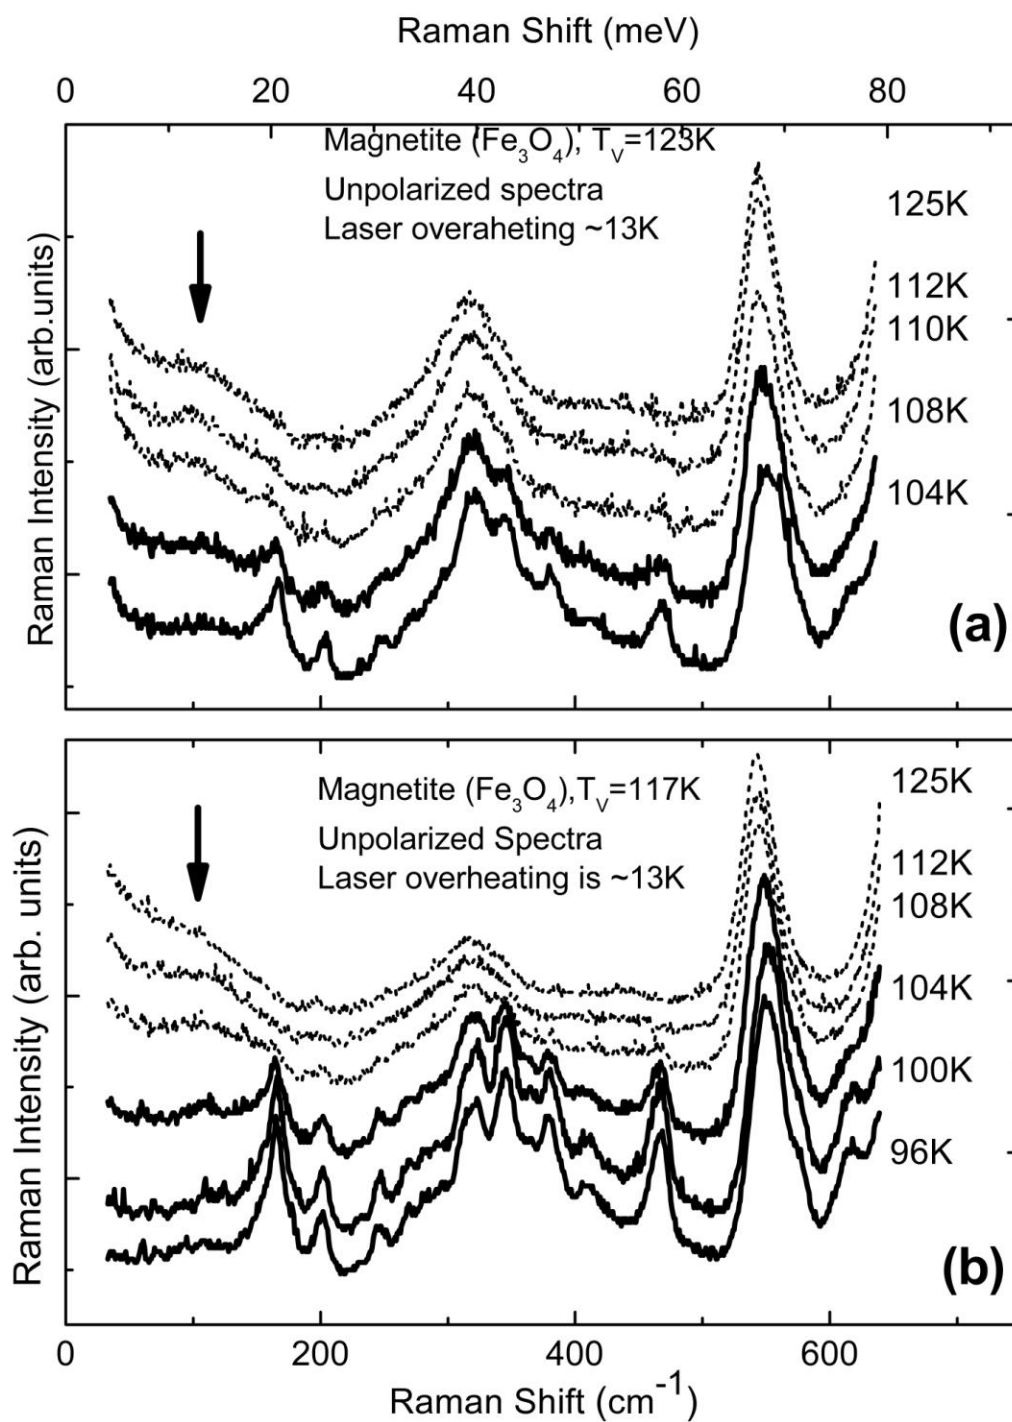 Raman Shift (meV)
0 20 40 60 80
Magnetite (Fe₃O₄), T_V=123K
Unpolarized spectra
Laser overaheting ~13K
125K
112K
110K
108K
104K
(a)
Raman Intensity (arb.units)
Magnetite (Fe₃O₄),T_V=117K
Unpolarized Spectra
Laser overheating is ~13K
125K
112K
108K
104K
100K
96K
(b)
Raman Intensity (arb. units)
0 200 400 600
Raman Shift (cm⁻¹)